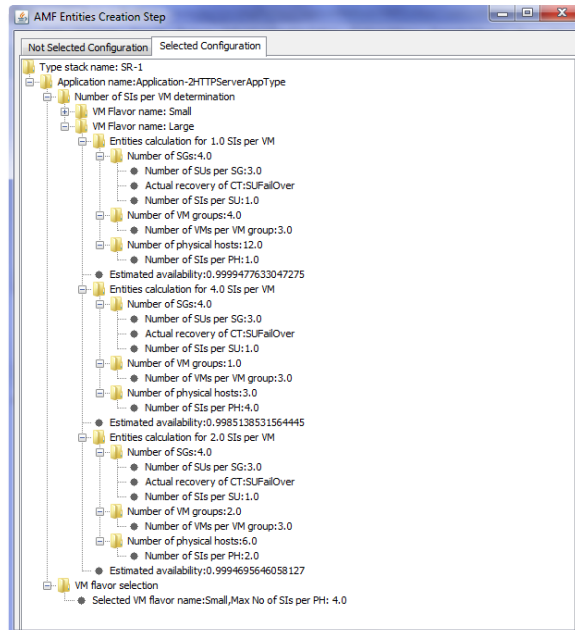 AMF Entities Creation Step
Not Selected Configuration
Selected Configuration
Type stack name: SR-1
Application name:Application-2HTTPServerAppType
Number of SIs per VM determination
VM Flavor name: Small
VM Flavor name: Large
Entities calculation for 1.0 SIs per VM
Number of SGs:4.0
Number of SUs per SG:3.0
Actual recovery of CT:SUFailOver
Number of SIs per SU:1.0
Number of VM groups:4.0
Number of VMs per VM group:3.0
Number of physical hosts:12.0
Number of SIs per PH:1.0
Estimated availability:0.9999477633047275
Entities calculation for 4.0 SIs per VM
Number of SGs:4.0
Number of SUs per SG:3.0
Actual recovery of CT:SUFailOver
Number of SIs per SU:1.0
Number of VM groups:1.0
Number of VMs per VM group:3.0
Number of physical hosts:3.0
Number of SIs per PH:4.0
Estimated availability:0.9985138531564445
Entities calculation for 2.0 SIs per VM
Number of SGs:4.0
Number of SUs per SG:3.0
Actual recovery of CT:SUFailOver
Number of SIs per SU:1.0
Number of VM groups:2.0
Number of VMs per VM group:3.0
Number of physical hosts:6.0
Number of SIs per PH:2.0
Estimated availability:0.9994695646058127
VM flavor selection
Selected VM flavor name:Small,Max No of SIs per PH: 4.0